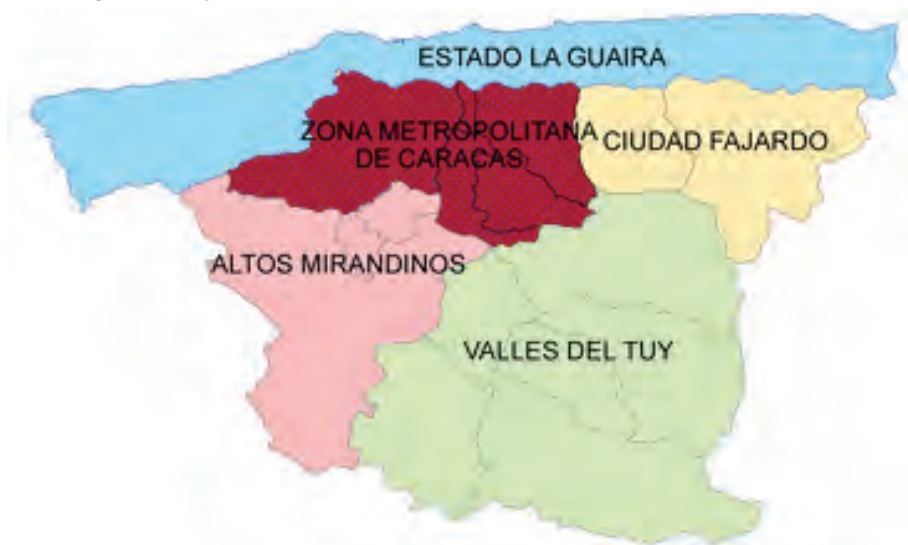 ESTADO LA GUAIRA
ZONA METROPOLITANA
DE CARACAS
CIUDAD FAJARDO
ALTOS MIRANDINOS
VALLES DEL TUY